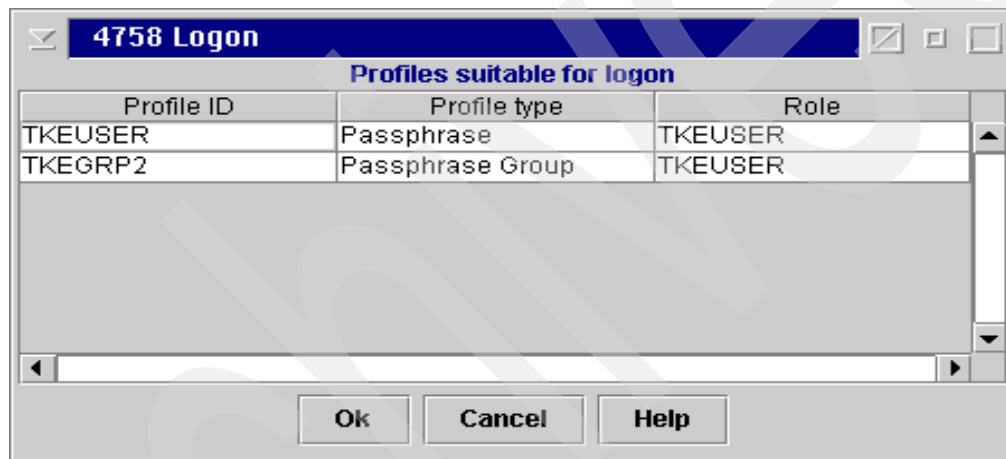 4758 Logon
Profiles suitable for logon
Profile ID Profile type Role
TKEUSER Passphrase TKEUSER
TKEGRP2 Passphrase Group TKEUSER
Ok Cancel Help